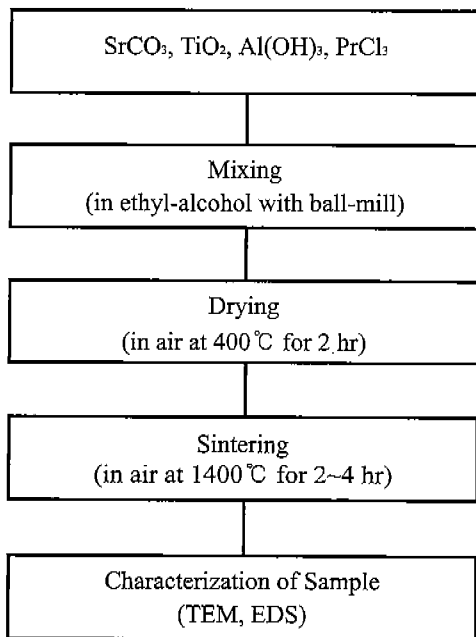 SrCO₃, TiO₂, Al(OH)₃, PrCl₃
Mixing
(in ethyl-alcohol with ball-mill)
Drying
(in air at 400℃ for 2 hr)
Sintering
(in air at 1400℃ for 2~4 hr)
Characterization of Sample
(TEM, EDS)